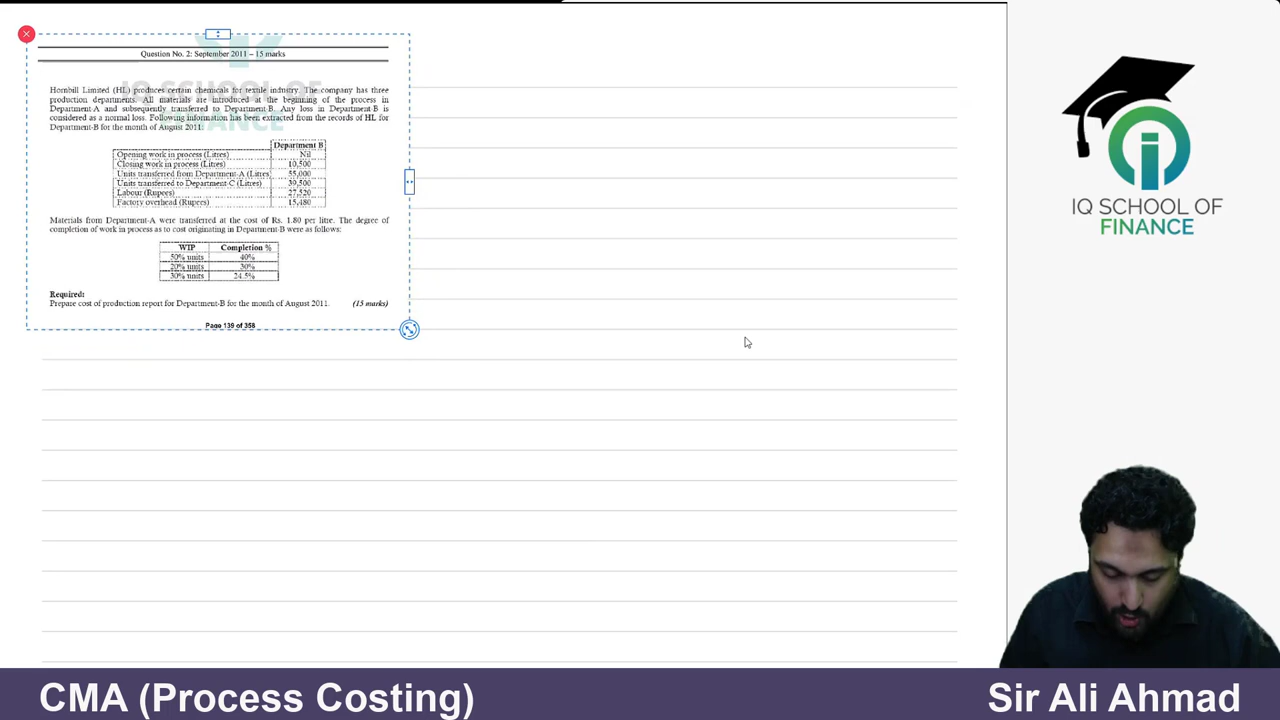 Question No. 2: September 2011 – 15 marks
IQ SCHOOL OF
FINANCE
Hornbill Limited (HL) produces certain chemicals for textile industry. The company has three
production departments. All materials are introduced at the beginning of the process in
Department-A and subsequently transferred to Department-B. Any loss in Department-B is
considered as a normal loss. Following information has been extracted from the records of HL for
Department-B for the month of August 2011:
Department B
Opening work in process (Litres) Nil
Closing work in process (Litres) 10,500
Units transferred from Department-A (Litres) 55,000
Units transferred to Department-C (Litres) 39,500
Labour (Rupees) 27,520
Factory overhead (Rupees) 15,480
Materials from Department-A were transferred at the cost of Rs. 1.80 per litre. The degree of
completion of work in process as to cost originating in Department-B were as follows:
WIP Completion %
50% units 40%
20% units 30%
30% units 24.5%
Required:
Prepare cost of production report for Department-B for the month of August 2011. (15 marks)
Page 139 of 358
IQ SCHOOL OF
FINANCE
CMA (Process Costing)
Sir Ali Ahmad